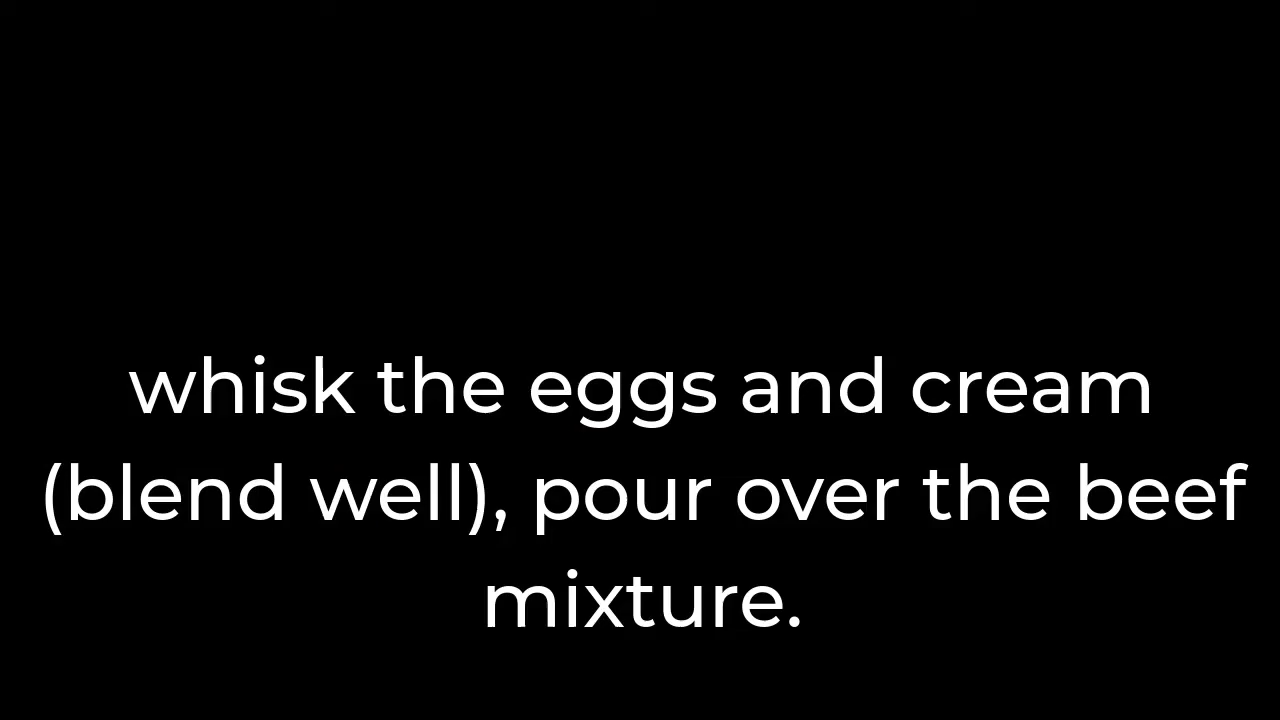 whisk the eggs and cream
(blend well), pour over the beef
mixture.